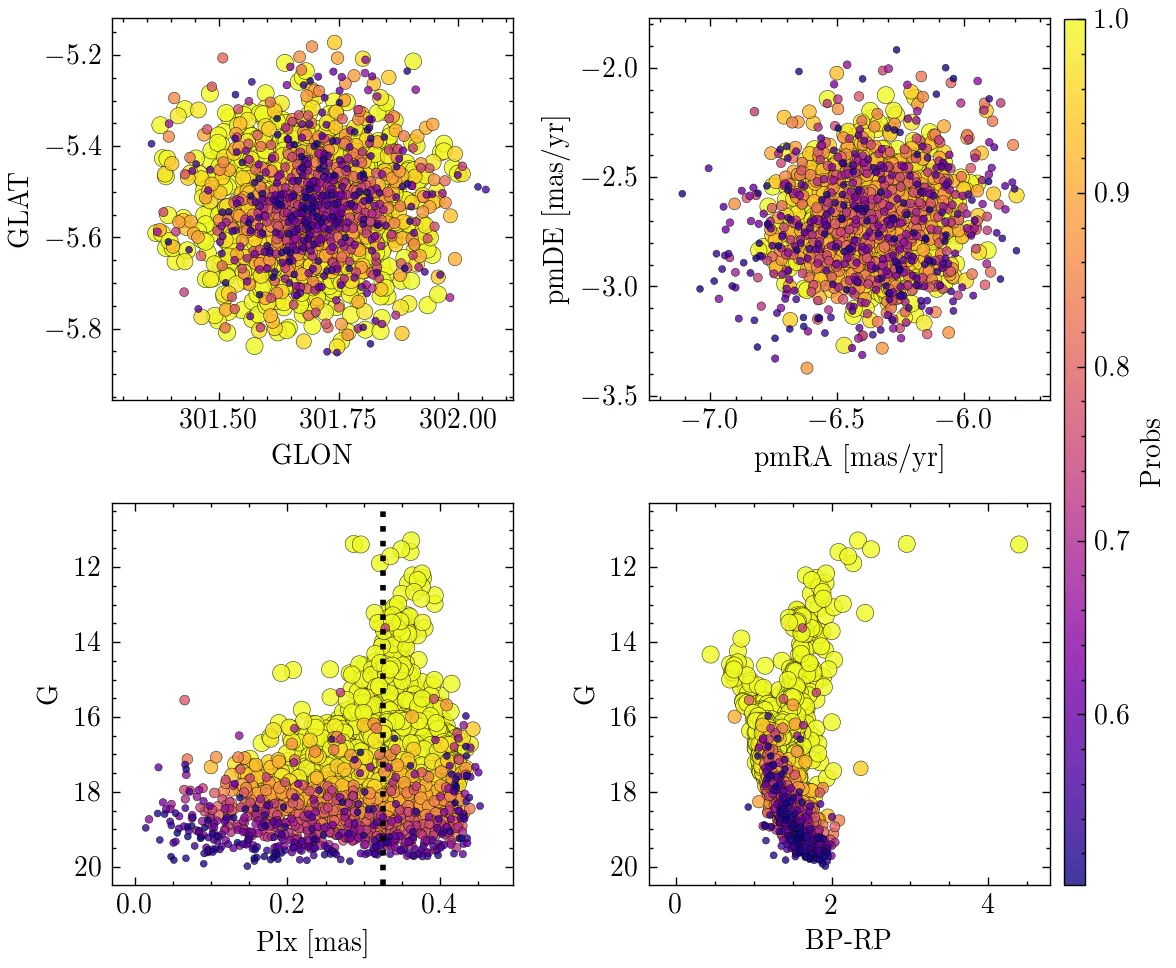 −5.2
−5.4
−5.6
−5.8
GLAT
301.50 301.75 302.00
GLON
−2.0
−2.5
−3.0
−3.5
pmDE [mas/yr]
−7.0 −6.5 −6.0
pmRA [mas/yr]
1.0
0.9
0.8
0.7
0.6
Probs
12
14
16
18
20
G
0.0 0.2 0.4
Plx [mas]
12
14
16
18
20
G
0 2 4
BP-RP